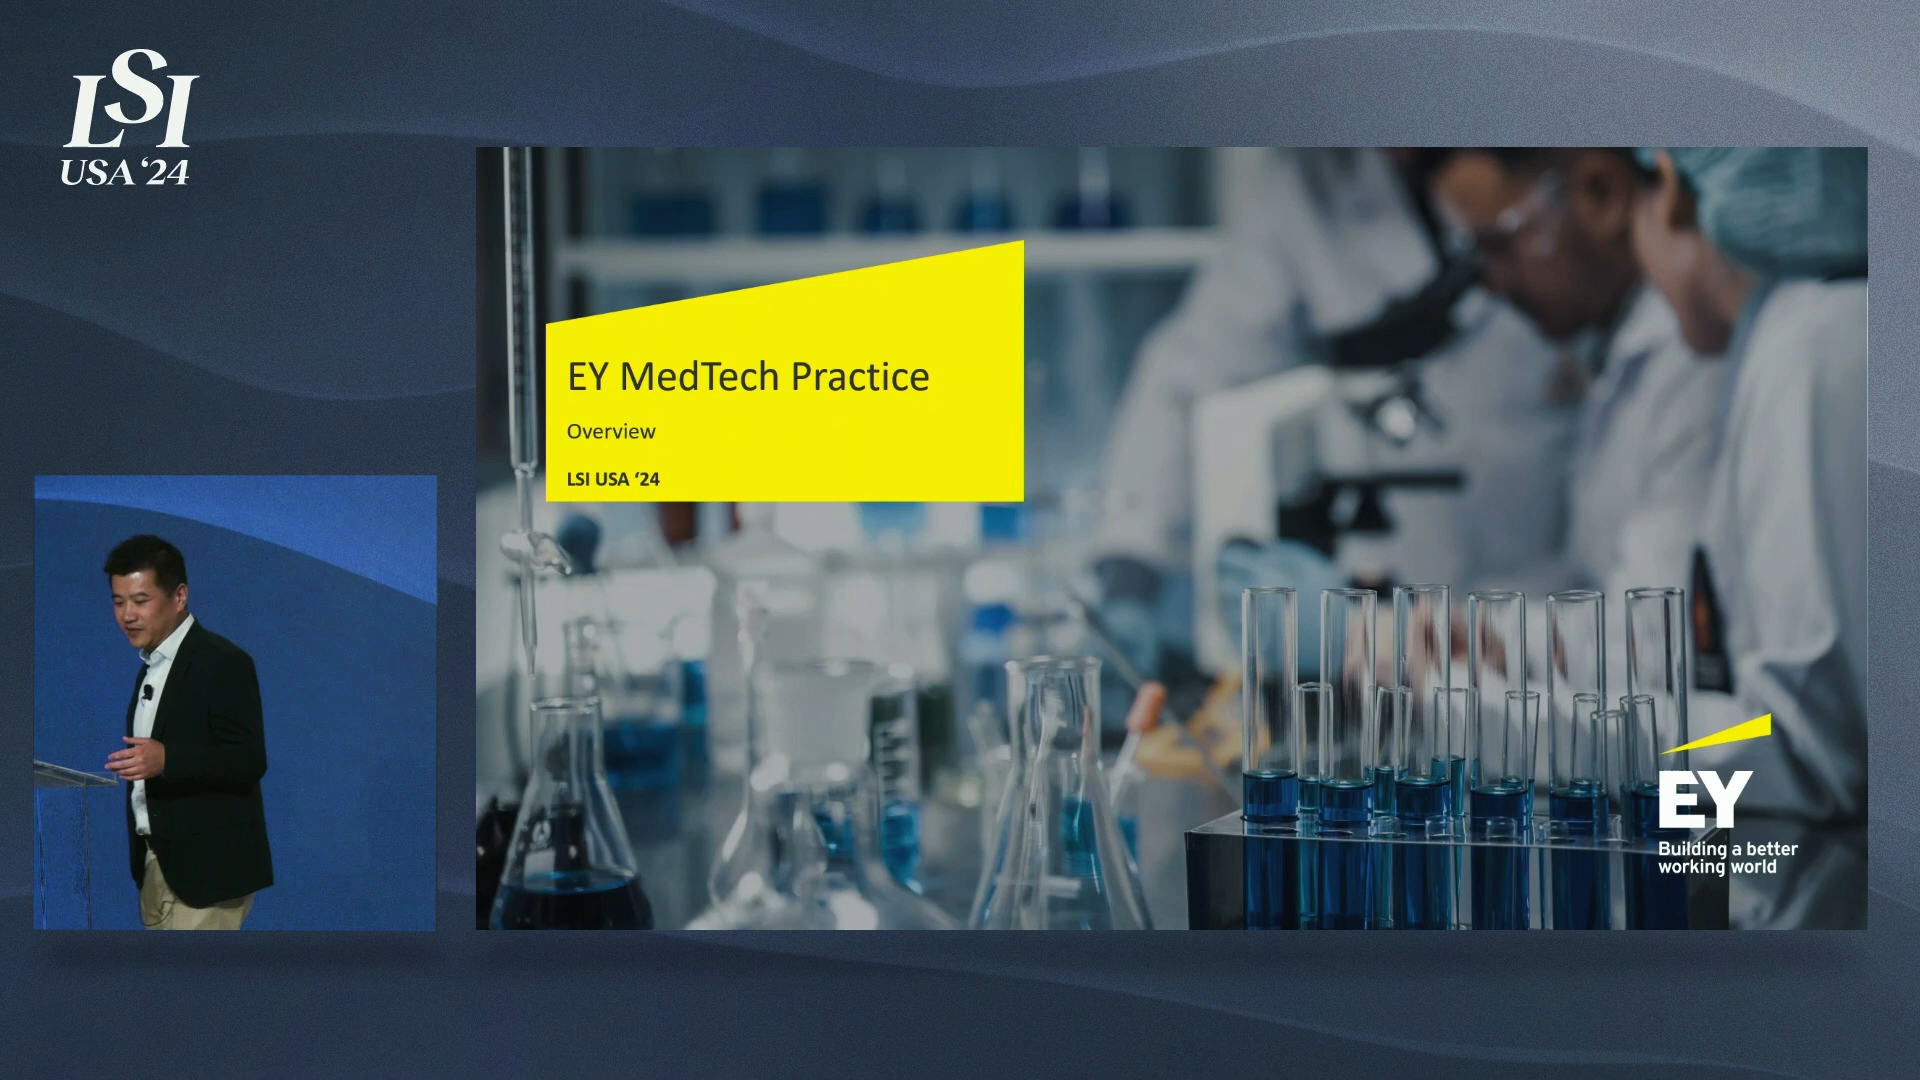 LSI
USA ‘24
EY MedTech Practice
Overview
LSI USA ‘24
EY
Building a better
working world